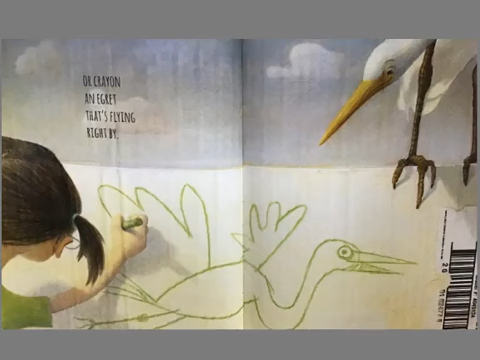 OR CRAYON
AN EGRET
THAT'S FLYING
RIGHT BY.